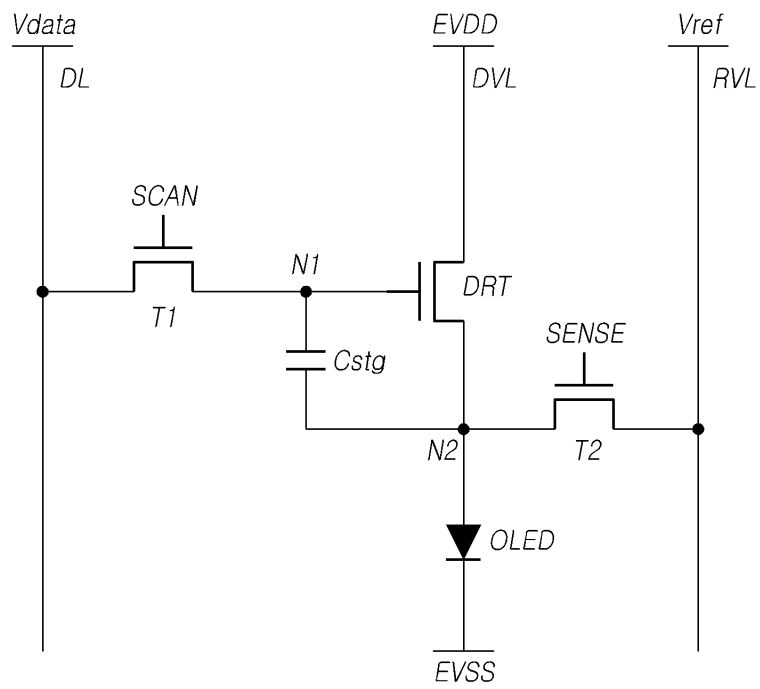 Vdata
EVDD
Vref
DL
DVL
RVL
SCAN
N1
DRT
T1
SENSE
Cstg
N2
T2
OLED
EVSS